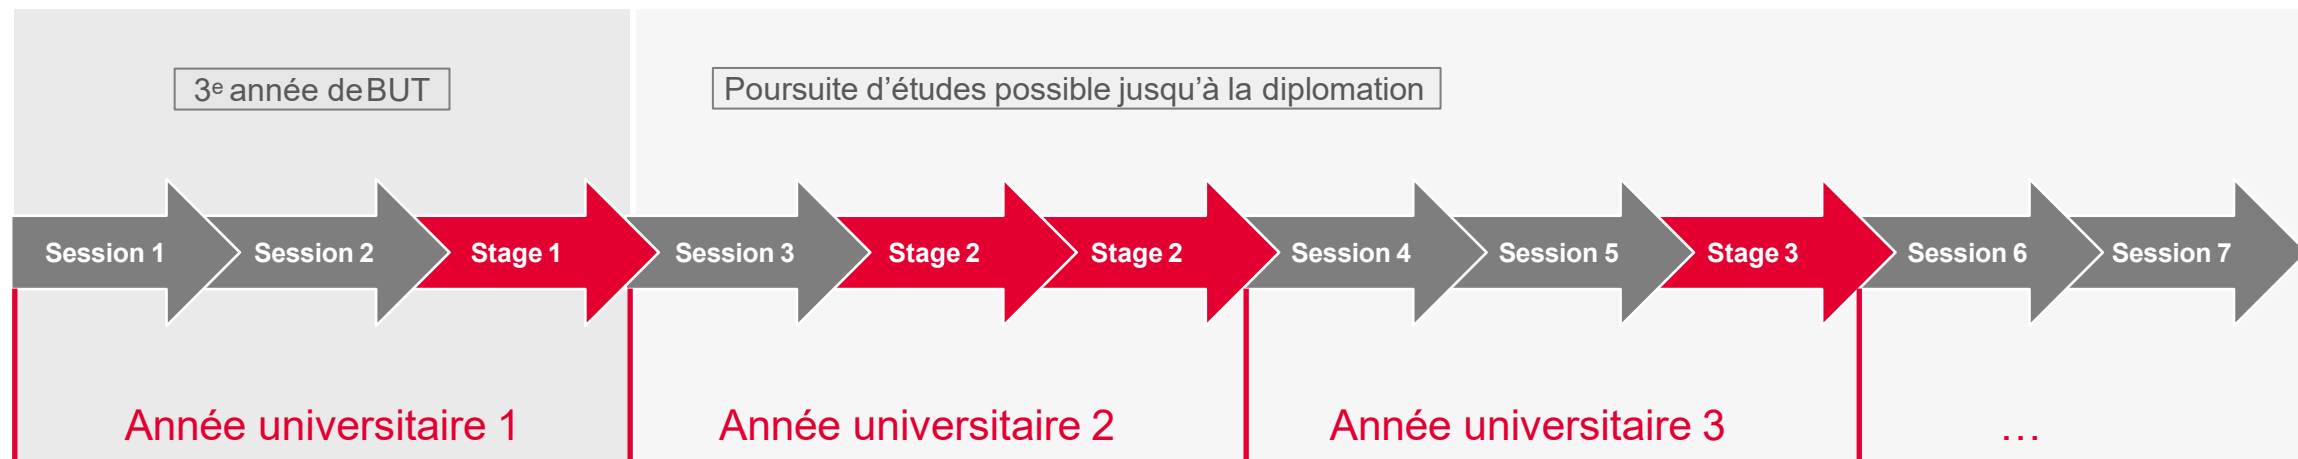 3e année de BUT
Poursuite d’études possible jusqu’à la diplomation
Session 1
Session 2
Stage 1
Session 3
Stage 2
Stage 2
Session 4
Session 5
Stage 3
Session 6
Session 7
Année universitaire 1
Année universitaire 2
Année universitaire 3
…